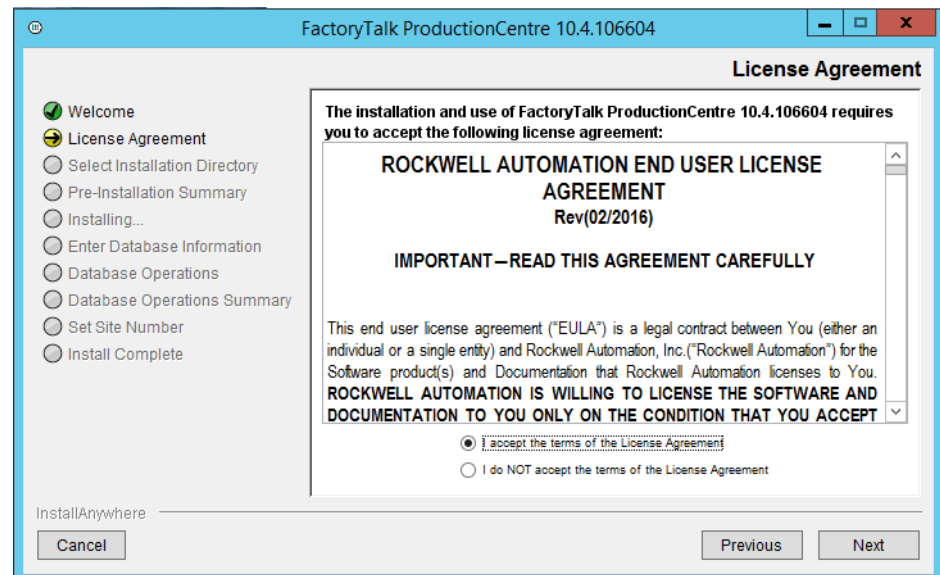 FactoryTalk ProductionCentre 10.4.106604
License Agreement
Welcome
License Agreement
Select Installation Directory
Pre-Installation Summary
Installing...
Enter Database Information
Database Operations
Database Operations Summary
Set Site Number
Install Complete
The installation and use of FactoryTalk ProductionCentre 10.4.106604 requires
you to accept the following license agreement:
ROCKWELL AUTOMATION END USER LICENSE
AGREEMENT
Rev(02/2016)
IMPORTANT—READ THIS AGREEMENT CAREFULLY
This end user license agreement (“EULA”) is a legal contract between You (either an
individual or a single entity) and Rockwell Automation, Inc.(“Rockwell Automation”) for the
Software product(s) and Documentation that Rockwell Automation licenses to You.
ROCKWELL AUTOMATION IS WILLING TO LICENSE THE SOFTWARE AND
DOCUMENTATION TO YOU ONLY ON THE CONDITION THAT YOU ACCEPT
I accept the terms of the License Agreement
I do NOT accept the terms of the License Agreement
InstallAnywhere
Cancel
Previous
Next